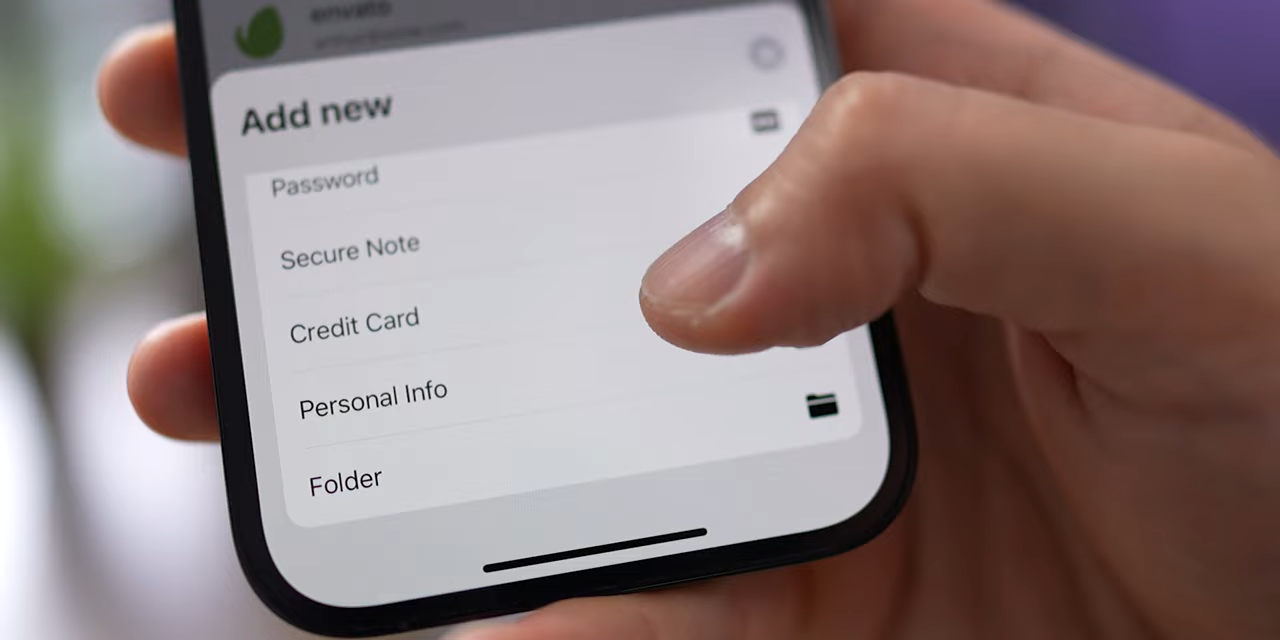 envato
Add new
Password
Secure Note
Credit Card
Personal Info
Folder